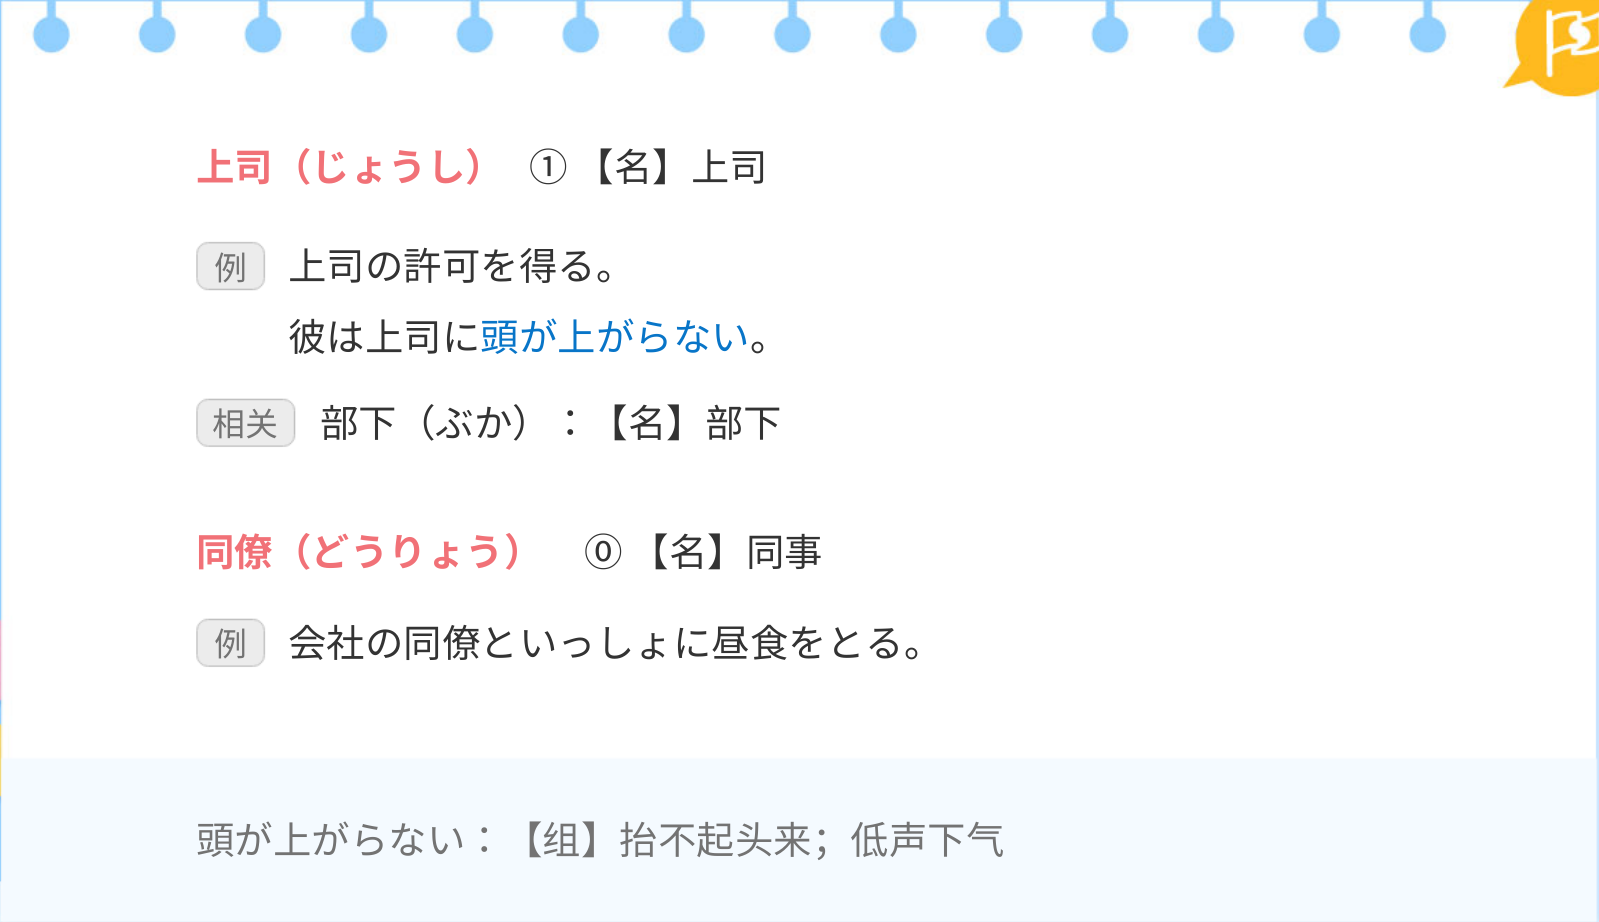 上司（じょうし） ① 【名】上司
例 上司の許可を得る。
彼は上司に頭が上がらない。
相关 部下（ぶか）：【名】部下
同僚（どうりょう） ⓪ 【名】同事
例 会社の同僚といっしょに昼食をとる。
頭が上がらない：【组】抬不起头来；低声下气